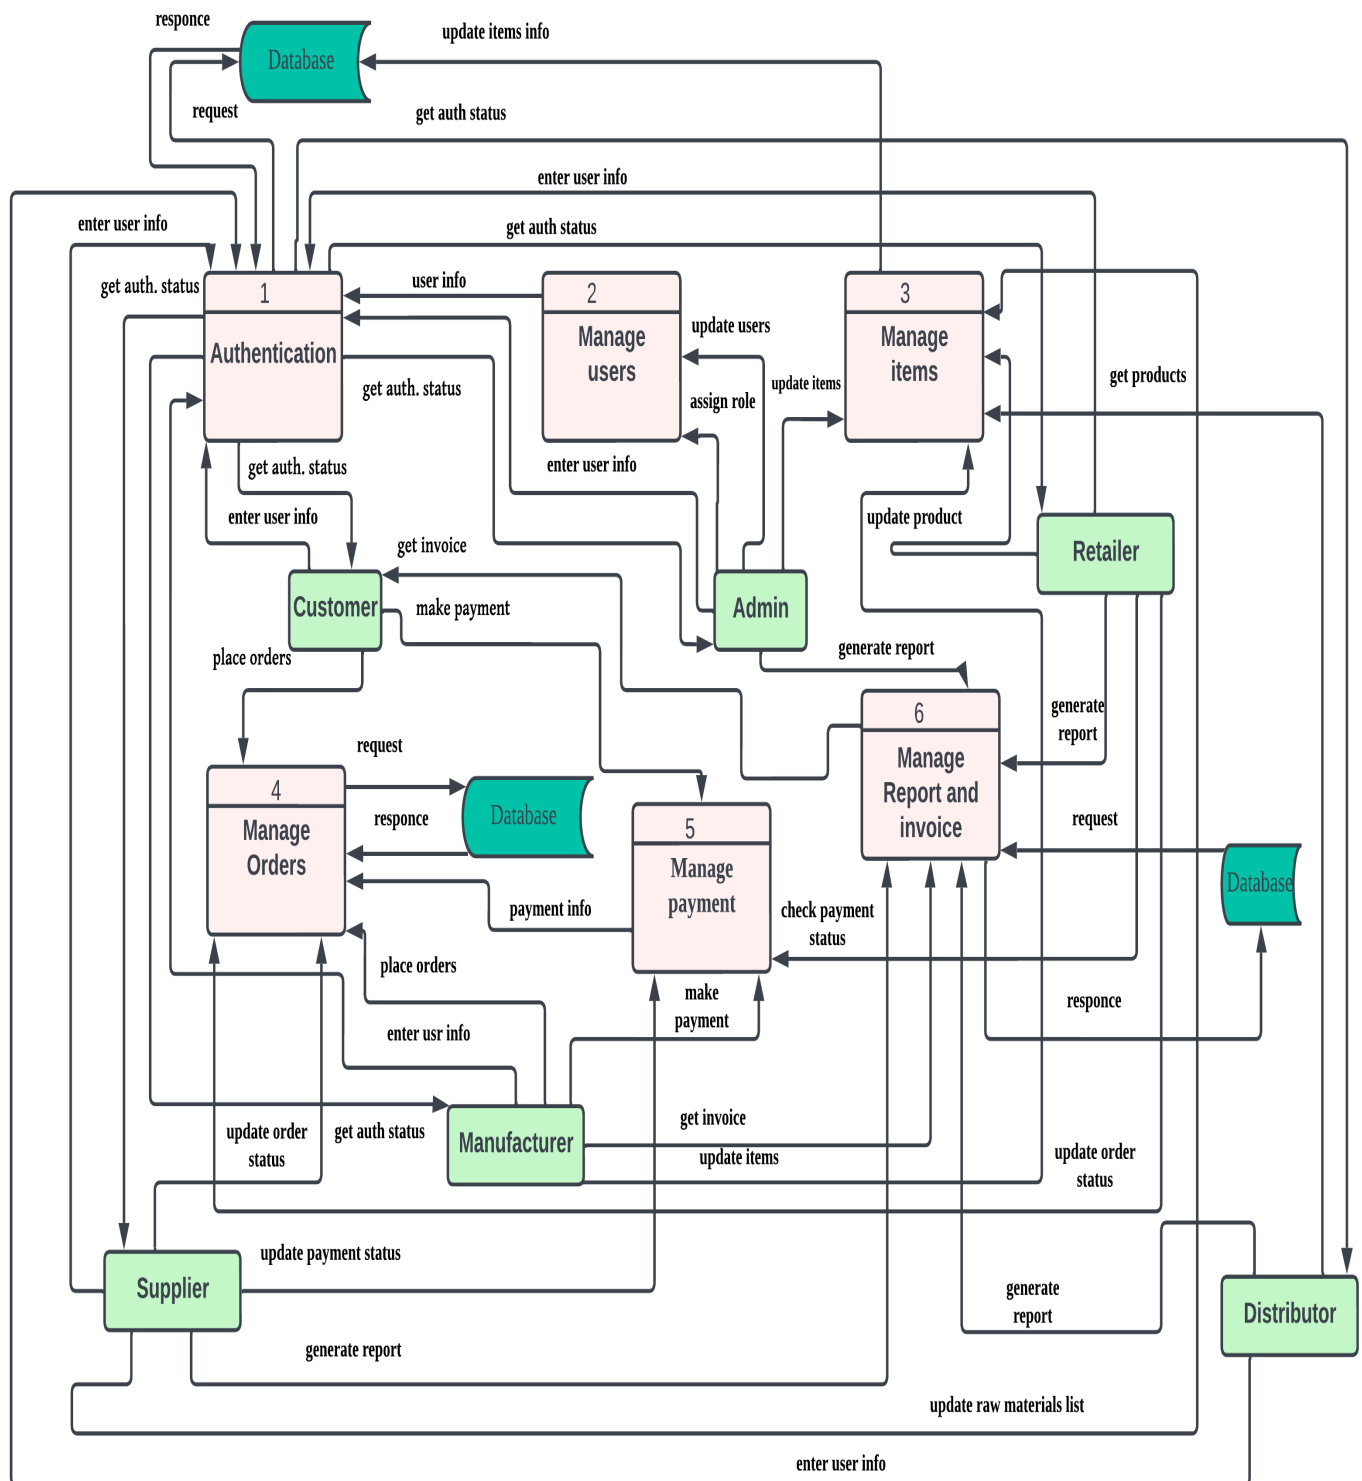 responce
update items info
Database
request
get auth status
enter user info
enter user info
get auth status
get auth. status
user info
1
Authentication
2
Manage
users
3
Manage
items
update users
get auth. status
update items
get products
assign role
get auth. status
enter user info
enter user info
update product
get invoice
Retailer
Customer
make payment
Admin
place orders
generate report
generate
report
6
Manage
Report and
invoice
request
4
Manage
Orders
Database
responce
5
Manage
payment
request
Database
payment info
check payment
status
place orders
make
payment
responce
enter usr info
get invoice
update order
status
get auth status
Manufacturer
update items
update order
status
update payment status
Supplier
generate
report
Distributor
generate report
update raw materials list
enter user info